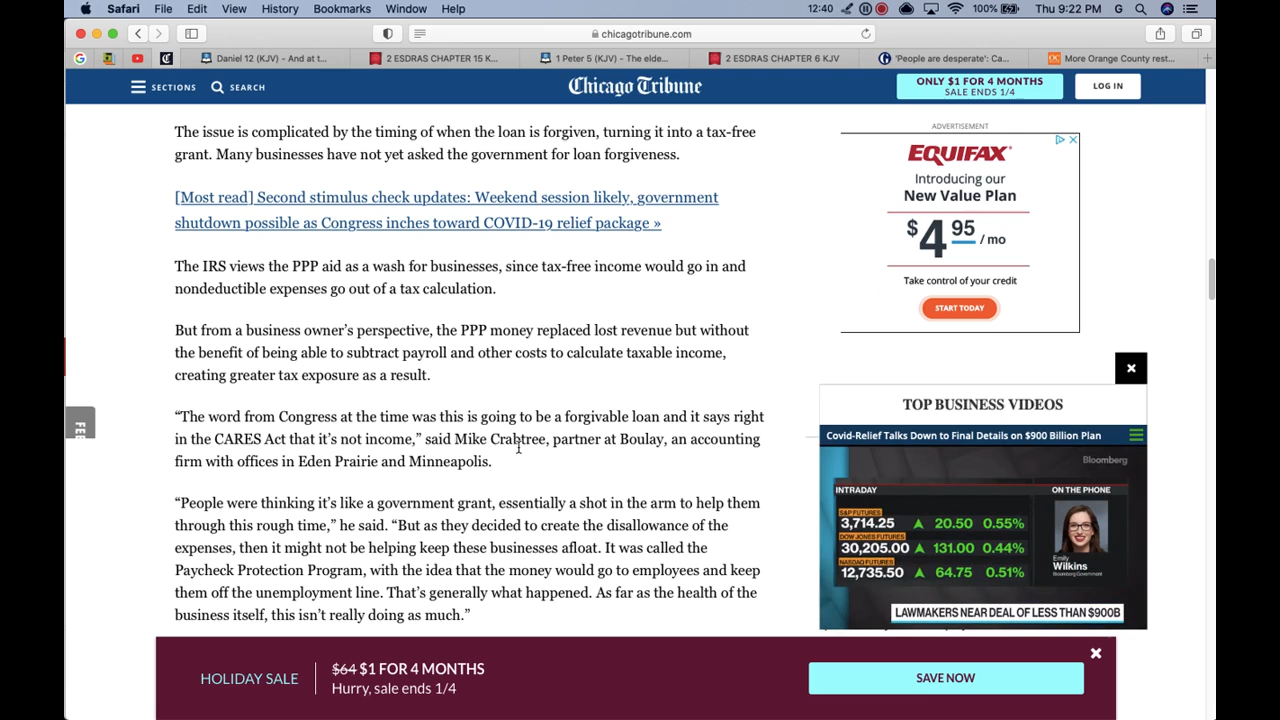 Safari File Edit View History Bookmarks Window Help 12:40 100% Thu 9:22 PM G
chicagotribune.com
Daniel 12 (KJV) - And at t... 2 ESDRAS CHAPTER 15 K... 1 Peter 5 (KJV) - The elde... 2 ESDRAS CHAPTER 6 KJV 'People are desperate': Ca... More Orange County rest...
SECTIONS SEARCH Chicago Tribune ONLY $1 FOR 4 MONTHS LOG IN
SALE ENDS 1/4
The issue is complicated by the timing of when the loan is forgiven, turning it into a tax-free
grant. Many businesses have not yet asked the government for loan forgiveness.
[Most read] Second stimulus check updates: Weekend session likely, government
shutdown possible as Congress inches toward COVID-19 relief package »
The IRS views the PPP aid as a wash for businesses, since tax-free income would go in and
nondeductible expenses go out of a tax calculation.
But from a business owner's perspective, the PPP money replaced lost revenue but without
the benefit of being able to subtract payroll and other costs to calculate taxable income,
creating greater tax exposure as a result.
“The word from Congress at the time was this is going to be a forgivable loan and it says right
in the CARES Act that it's not income,” said Mike Crabtree, partner at Boulay, an accounting
firm with offices in Eden Prairie and Minneapolis.
“People were thinking it's like a government grant, essentially a shot in the arm to help them
through this rough time,” he said. “But as they decided to create the disallowance of the
expenses, then it might not be helping keep these businesses afloat. It was called the
Paycheck Protection Program, with the idea that the money would go to employees and keep
them off the unemployment line. That's generally what happened. As far as the health of the
business itself, this isn't really doing as much.”
ADVERTISEMENT
EQUIFAX
Introducing our
New Value Plan
$4 95 / mo
Take control of your credit
START TODAY
TOP BUSINESS VIDEOS
Covid-Relief Talks Down to Final Details on $900 Billion Plan
Bloomberg
INTRADAY ON THE PHONE
S&P FUTURES
3,714.25 20.50 0.55%
DOW JONES FUTURES
30,205.00 131.00 0.44%
NASDAQ FUTURES
12,735.50 64.75 0.51%
Emily
Wilkins
Bloomberg Government
LAWMAKERS NEAR DEAL OF LESS THAN $900B
HOLIDAY SALE $64 $1 FOR 4 MONTHS SAVE NOW
Hurry, sale ends 1/4